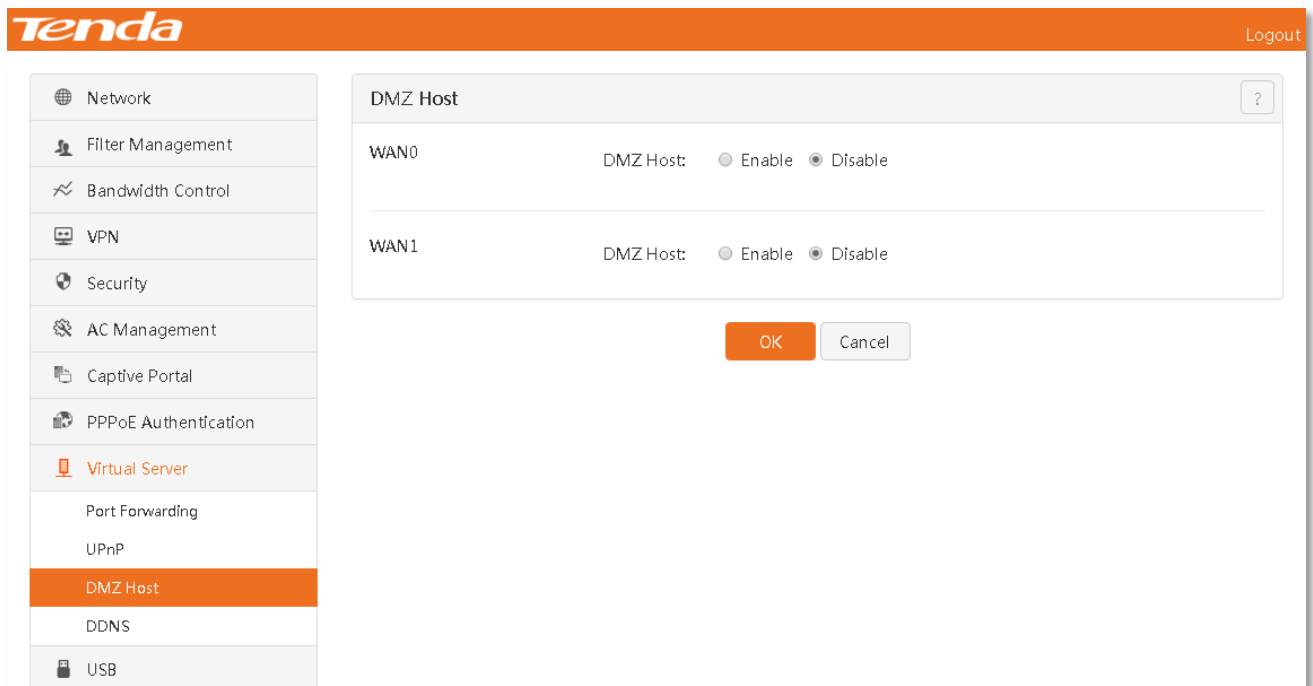 Tenda
Logout
Network
Filter Management
Bandwidth Control
VPN
Security
AC Management
Captive Portal
PPPoE Authentication
Virtual Server
Port Forwarding
UPnP
DMZ Host
DDNS
USB
DMZ Host
?
WAN0
DMZ Host: Enable Disable
WAN1
DMZ Host: Enable Disable
OK Cancel